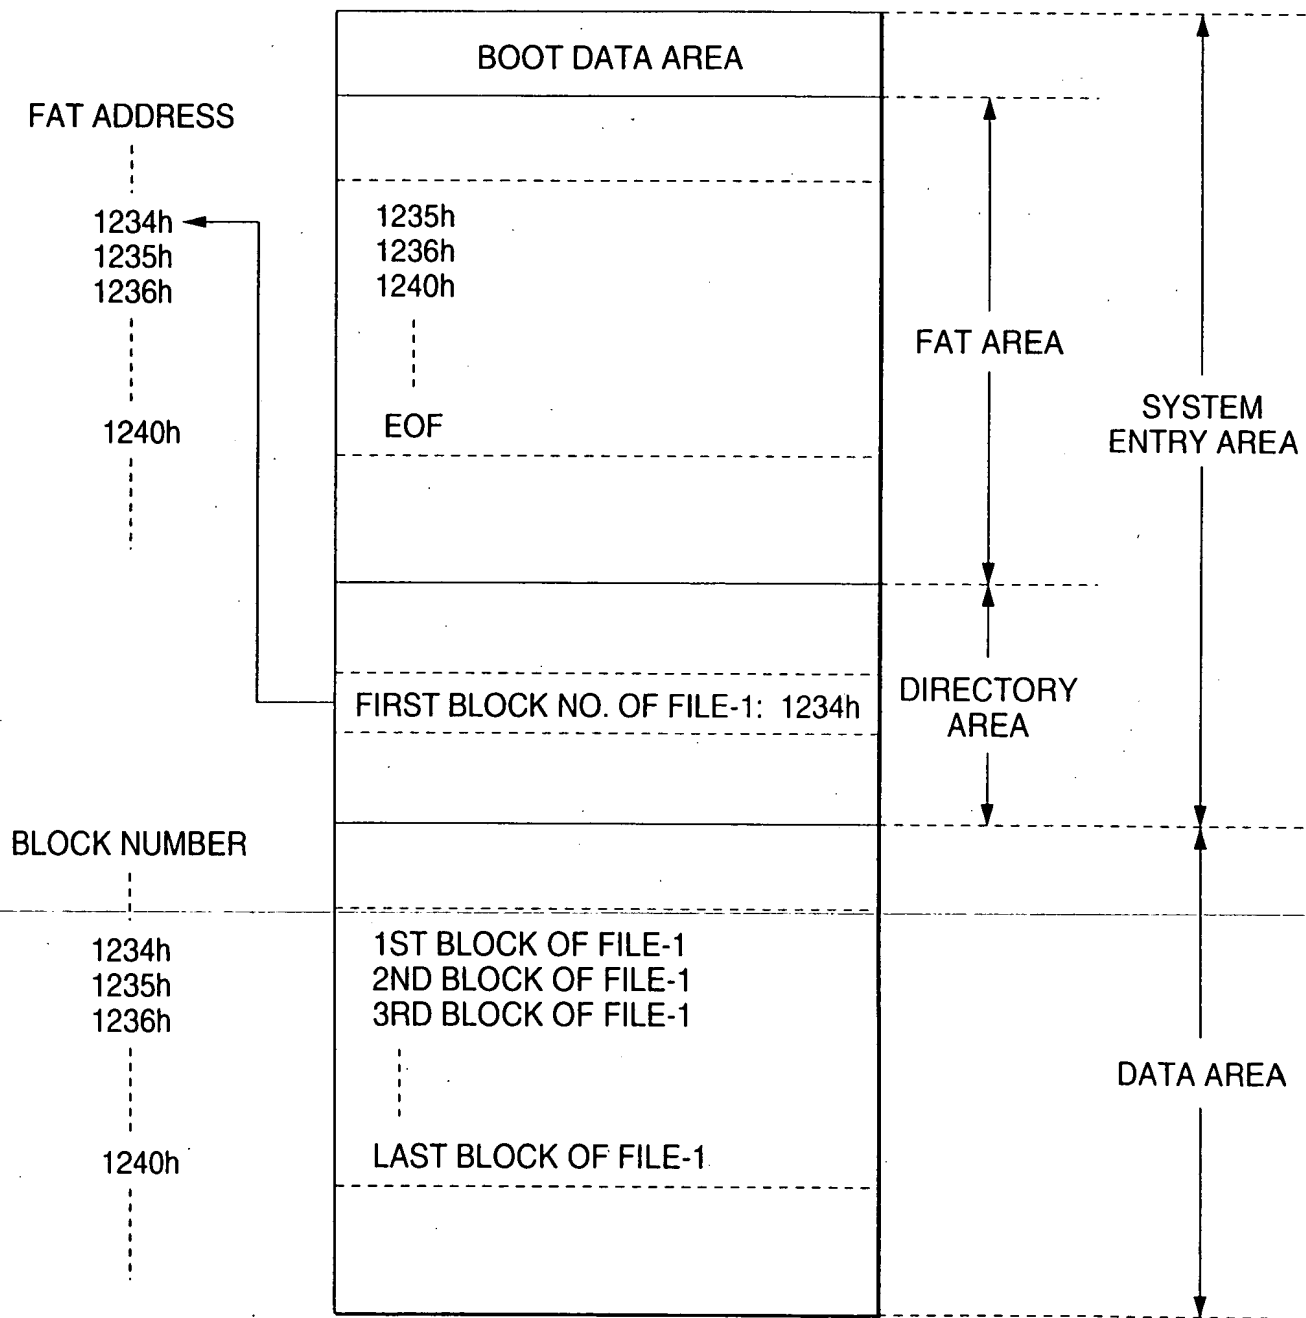 BOOT DATA AREA
FAT ADDRESS
1234h
1235h
1236h
1240h
1235h
1236h
1240h
EOF
FAT AREA
SYSTEM
ENTRY AREA
FIRST BLOCK NO. OF FILE-1: 1234h
DIRECTORY
AREA
BLOCK NUMBER
1234h
1235h
1236h
1240h
1ST BLOCK OF FILE-1
2ND BLOCK OF FILE-1
3RD BLOCK OF FILE-1
LAST BLOCK OF FILE-1
DATA AREA